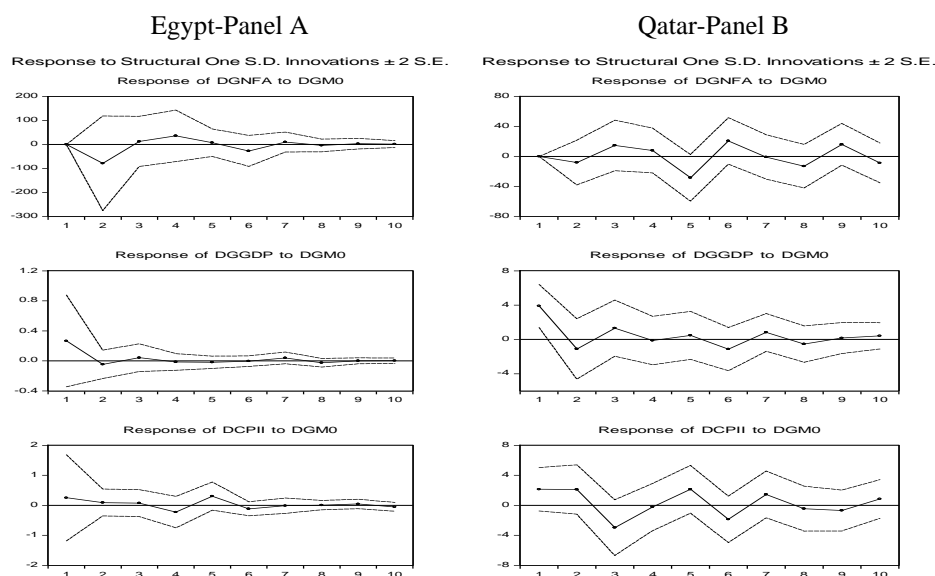 Egypt-Panel A
Qatar-Panel B
Response to Structural One S.D. Innovations ± 2 S.E.
Response to Structural One S.D. Innovations ± 2 S.E.
Response of DGNFA to DGM0
200
100
0
-100
-200
-300
1 2 3 4 5 6 7 8 9 10
Response of DGNFA to DGM0
80
40
0
-40
-80
1 2 3 4 5 6 7 8 9 10
Response of DGGDP to DGM0
1.2
0.8
0.4
0.0
-0.4
1 2 3 4 5 6 7 8 9 10
Response of DGGDP to DGM0
8
4
0
-4
1 2 3 4 5 6 7 8 9 10
Response of DCPII to DGM0
2
1
0
-1
-2
1 2 3 4 5 6 7 8 9 10
Response of DCPII to DGM0
8
4
0
-4
-8
1 2 3 4 5 6 7 8 9 10